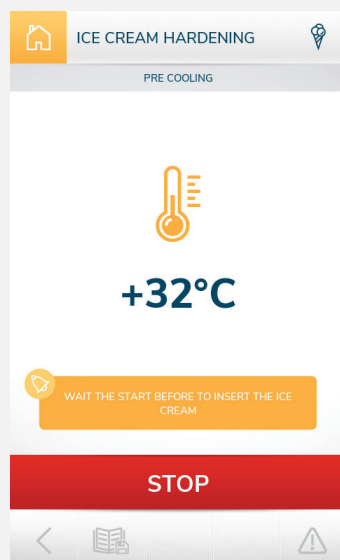 ICE CREAM HARDENING
PRE COOLING
+32°C
WAIT THE START BEFORE TO INSERT THE ICE
CREAM
STOP